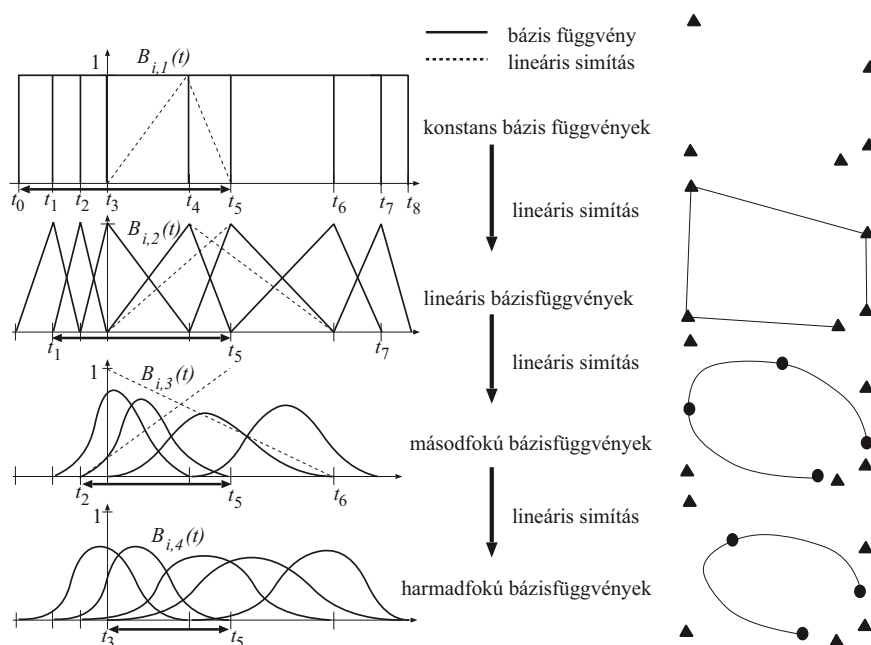 bázis függvény
lineáris simítás
1 B_{i,1}(t)
konstans bázis függvények
t_0 t_1 t_2 t_3 t_4 t_5 t_6 t_7 t_8
lineáris simítás
B_{i,2}(t)
lineáris bázisfüggvények
t_1 t_5 t_7
lineáris simítás
1 B_{i,3}(t)
másodfokú bázisfüggvények
t_2 t_5 t_6
lineáris simítás
1 B_{i,4}(t)
harmadfokú bázisfüggvények
t_3 t_5